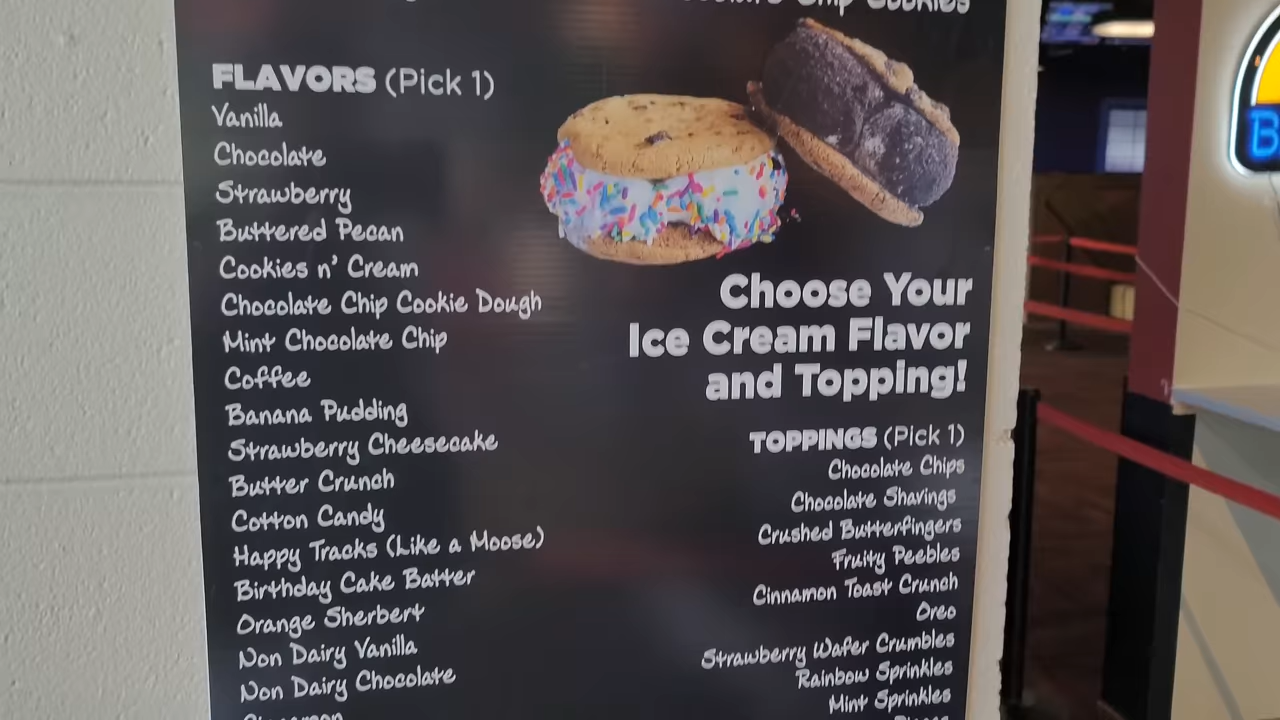 Chip Cookies
FLAVORS (Pick 1)
Vanilla
Chocolate
Strawberry
Buttered Pecan
Cookies n' Cream
Chocolate Chip Cookie Dough
Mint Chocolate Chip
Coffee
Banana Pudding
Strawberry Cheesecake
Butter Crunch
Cotton Candy
Happy Tracks (Like a Moose)
Birthday Cake Batter
Orange Sherbert
Non Dairy Vanilla
Non Dairy Chocolate
Choose Your
Ice Cream Flavor
and Topping!
TOPPINGS (Pick 1)
Chocolate Chips
Chocolate Shavings
Crushed Butterfingers
Fruity Peebles
Cinnamon Toast Crunch
Oreo
Strawberry Wafer Crumbles
Rainbow Sprinkles
Mint Sprinkles